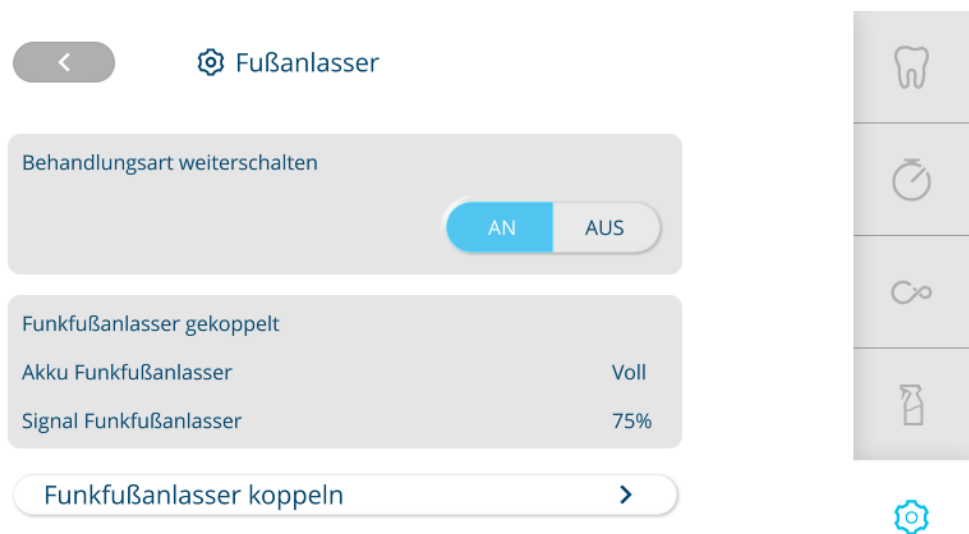 Fußanlasser
Behandlungsart weiterschalten
AN AUS
Funkfußanlasser gekoppelt
Akku Funkfußanlasser Voll
Signal Funkfußanlasser 75%
Funkfußanlasser koppeln